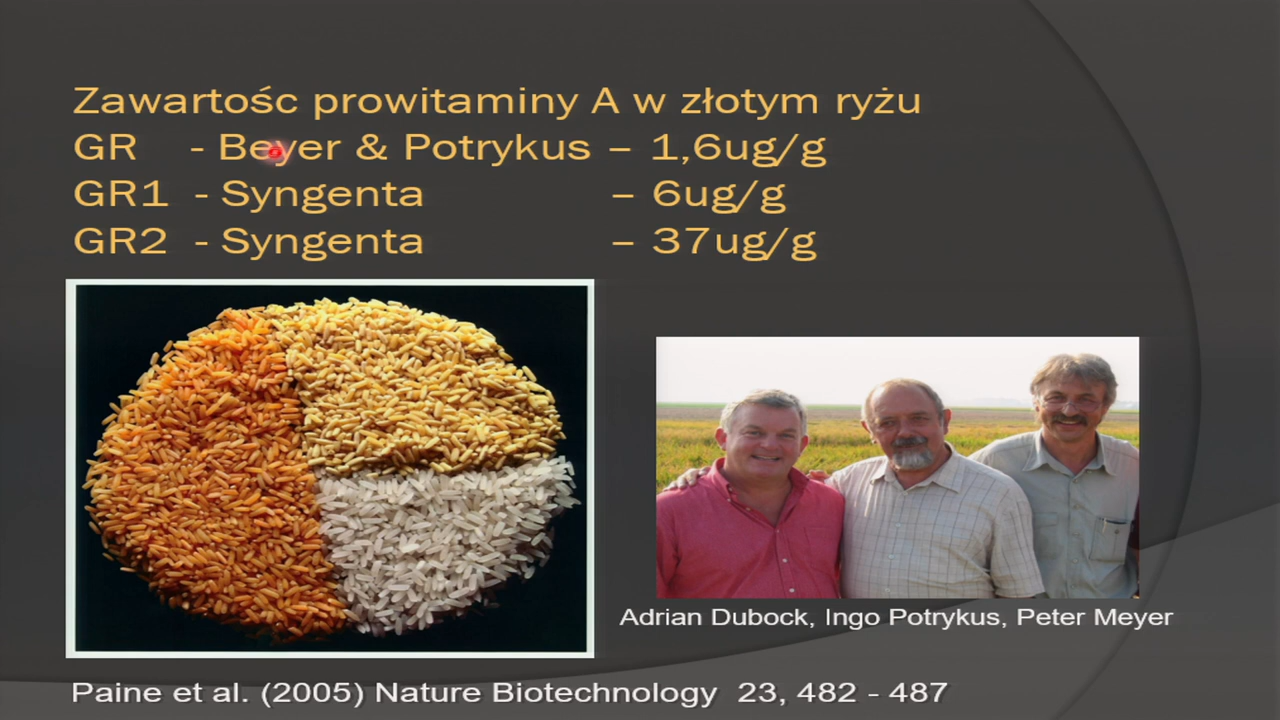 Zawartośc prowitaminy A w złotym ryżu
GR - Beyer & Potrykus – 1,6ug/g
GR1 - Syngenta – 6ug/g
GR2 - Syngenta – 37ug/g
Adrian Dubock, Ingo Potrykus, Peter Meyer
Paine et al. (2005) Nature Biotechnology 23, 482 - 487